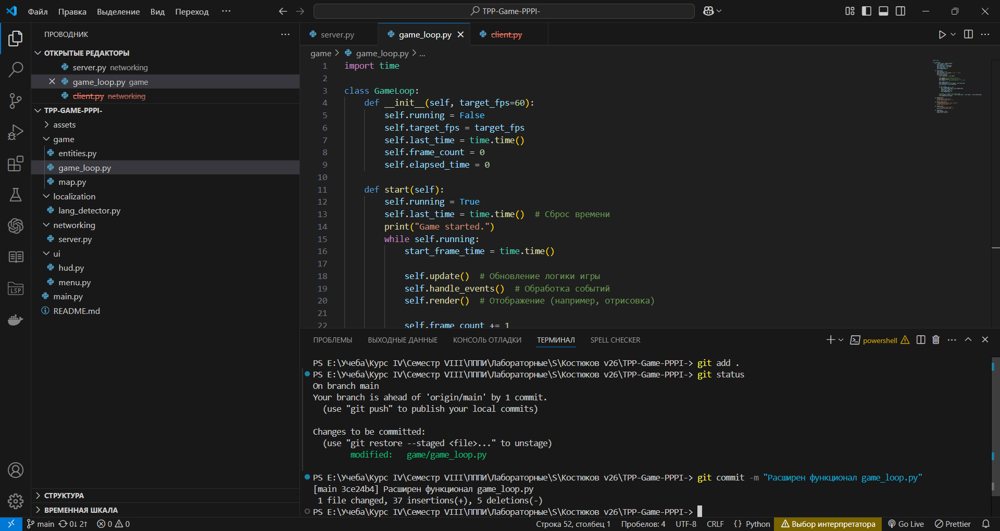 Файл Правка Выделение Вид Переход ··· TPP-Game-PPPI-
ПРОВОДНИК
ОТКРЫТЫЕ РЕДАКТОРЫ
server.py networking
game_loop.py game
client.py networking
TPP-GAME-PPPI-
assets
game
entities.py
game_loop.py
map.py
localization
lang_detector.py
networking
server.py
ui
hud.py
menu.py
main.py
README.md
СТРУКТУРА
ВРЕМЕННАЯ ШКАЛА
server.py game_loop.py client.py
game > game_loop.py > ...
1 import time
2
3 class GameLoop:
4 def __init__(self, target_fps=60):
5 self.running = False
6 self.target_fps = target_fps
7 self.last_time = time.time()
8 self.frame_count = 0
9 self.elapsed_time = 0
10
11 def start(self):
12 self.running = True
13 self.last_time = time.time() # Сброс времени
14 print("Game started.")
15 while self.running:
16 start_frame_time = time.time()
17
18 self.update() # Обновление логики игры
19 self.handle_events() # Обработка событий
20 self.render() # Отображение (например, отрисовка)
21
22 self.frame_count += 1
ПРОБЛЕМЫ ВЫХОДНЫЕ ДАННЫЕ КОНСОЛЬ ОТЛАДКИ ТЕРМИНАЛ SPELL CHECKER powershell
PS E:\Учеба\Курс IV\Семестр VIII\ПППИ\Лабораторные\S\Костюков v26\TPP-Game-PPPI-> git add .
PS E:\Учеба\Курс IV\Семестр VIII\ПППИ\Лабораторные\S\Костюков v26\TPP-Game-PPPI-> git status
On branch main
Your branch is ahead of 'origin/main' by 1 commit.
(use "git push" to publish your local commits)
Changes to be committed:
(use "git restore --staged <file>..." to unstage)
modified: game/game_loop.py
PS E:\Учеба\Курс IV\Семестр VIII\ПППИ\Лабораторные\S\Костюков v26\TPP-Game-PPPI-> git commit -m "Расширен функционал game_loop.py"
[main 3ce24b4] Расширен функционал game_loop.py
1 file changed, 37 insertions(+), 5 deletions(-)
PS E:\Учеба\Курс IV\Семестр VIII\ПППИ\Лабораторные\S\Костюков v26\TPP-Game-PPPI->
LSP
main 0↓ 2↑ 0 0 Строка 52, столбец 1 Пробелов: 4 UTF-8 CRLF {} Python Выбор интерпретатора Go Live Prettier